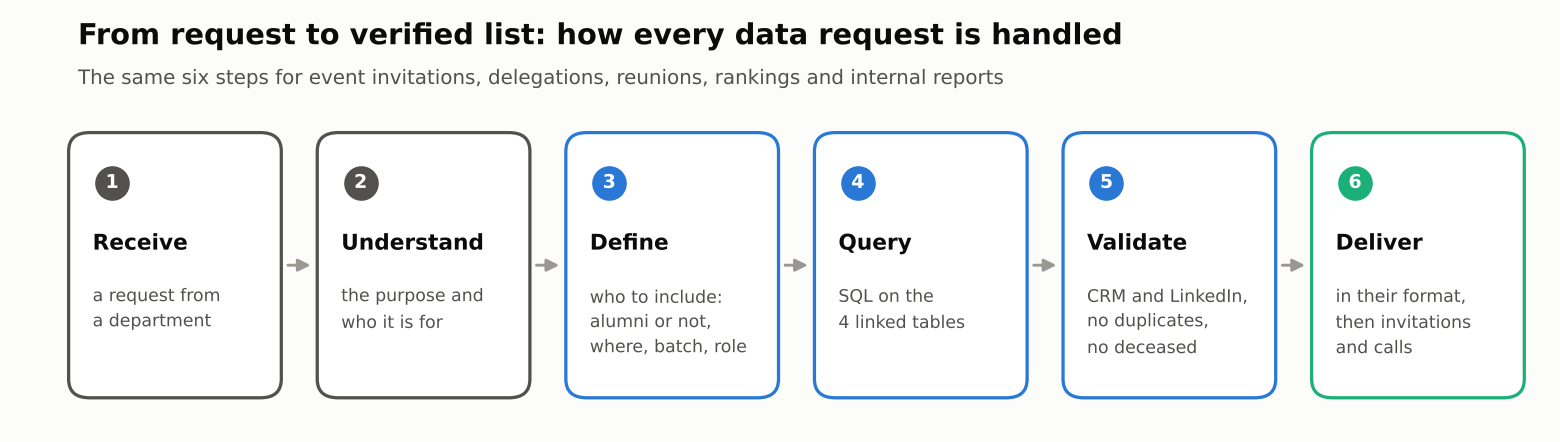 From request to verified list: how every data request is handled
The same six steps for event invitations, delegations, reunions, rankings and internal reports
1
Receive
a request from
a department
2
Understand
the purpose and
who it is for
3
Define
who to include:
alumni or not,
where, batch, role
4
Query
SQL on the
4 linked tables
5
Validate
CRM and LinkedIn,
no duplicates,
no deceased
6
Deliver
in their format,
then invitations
and calls